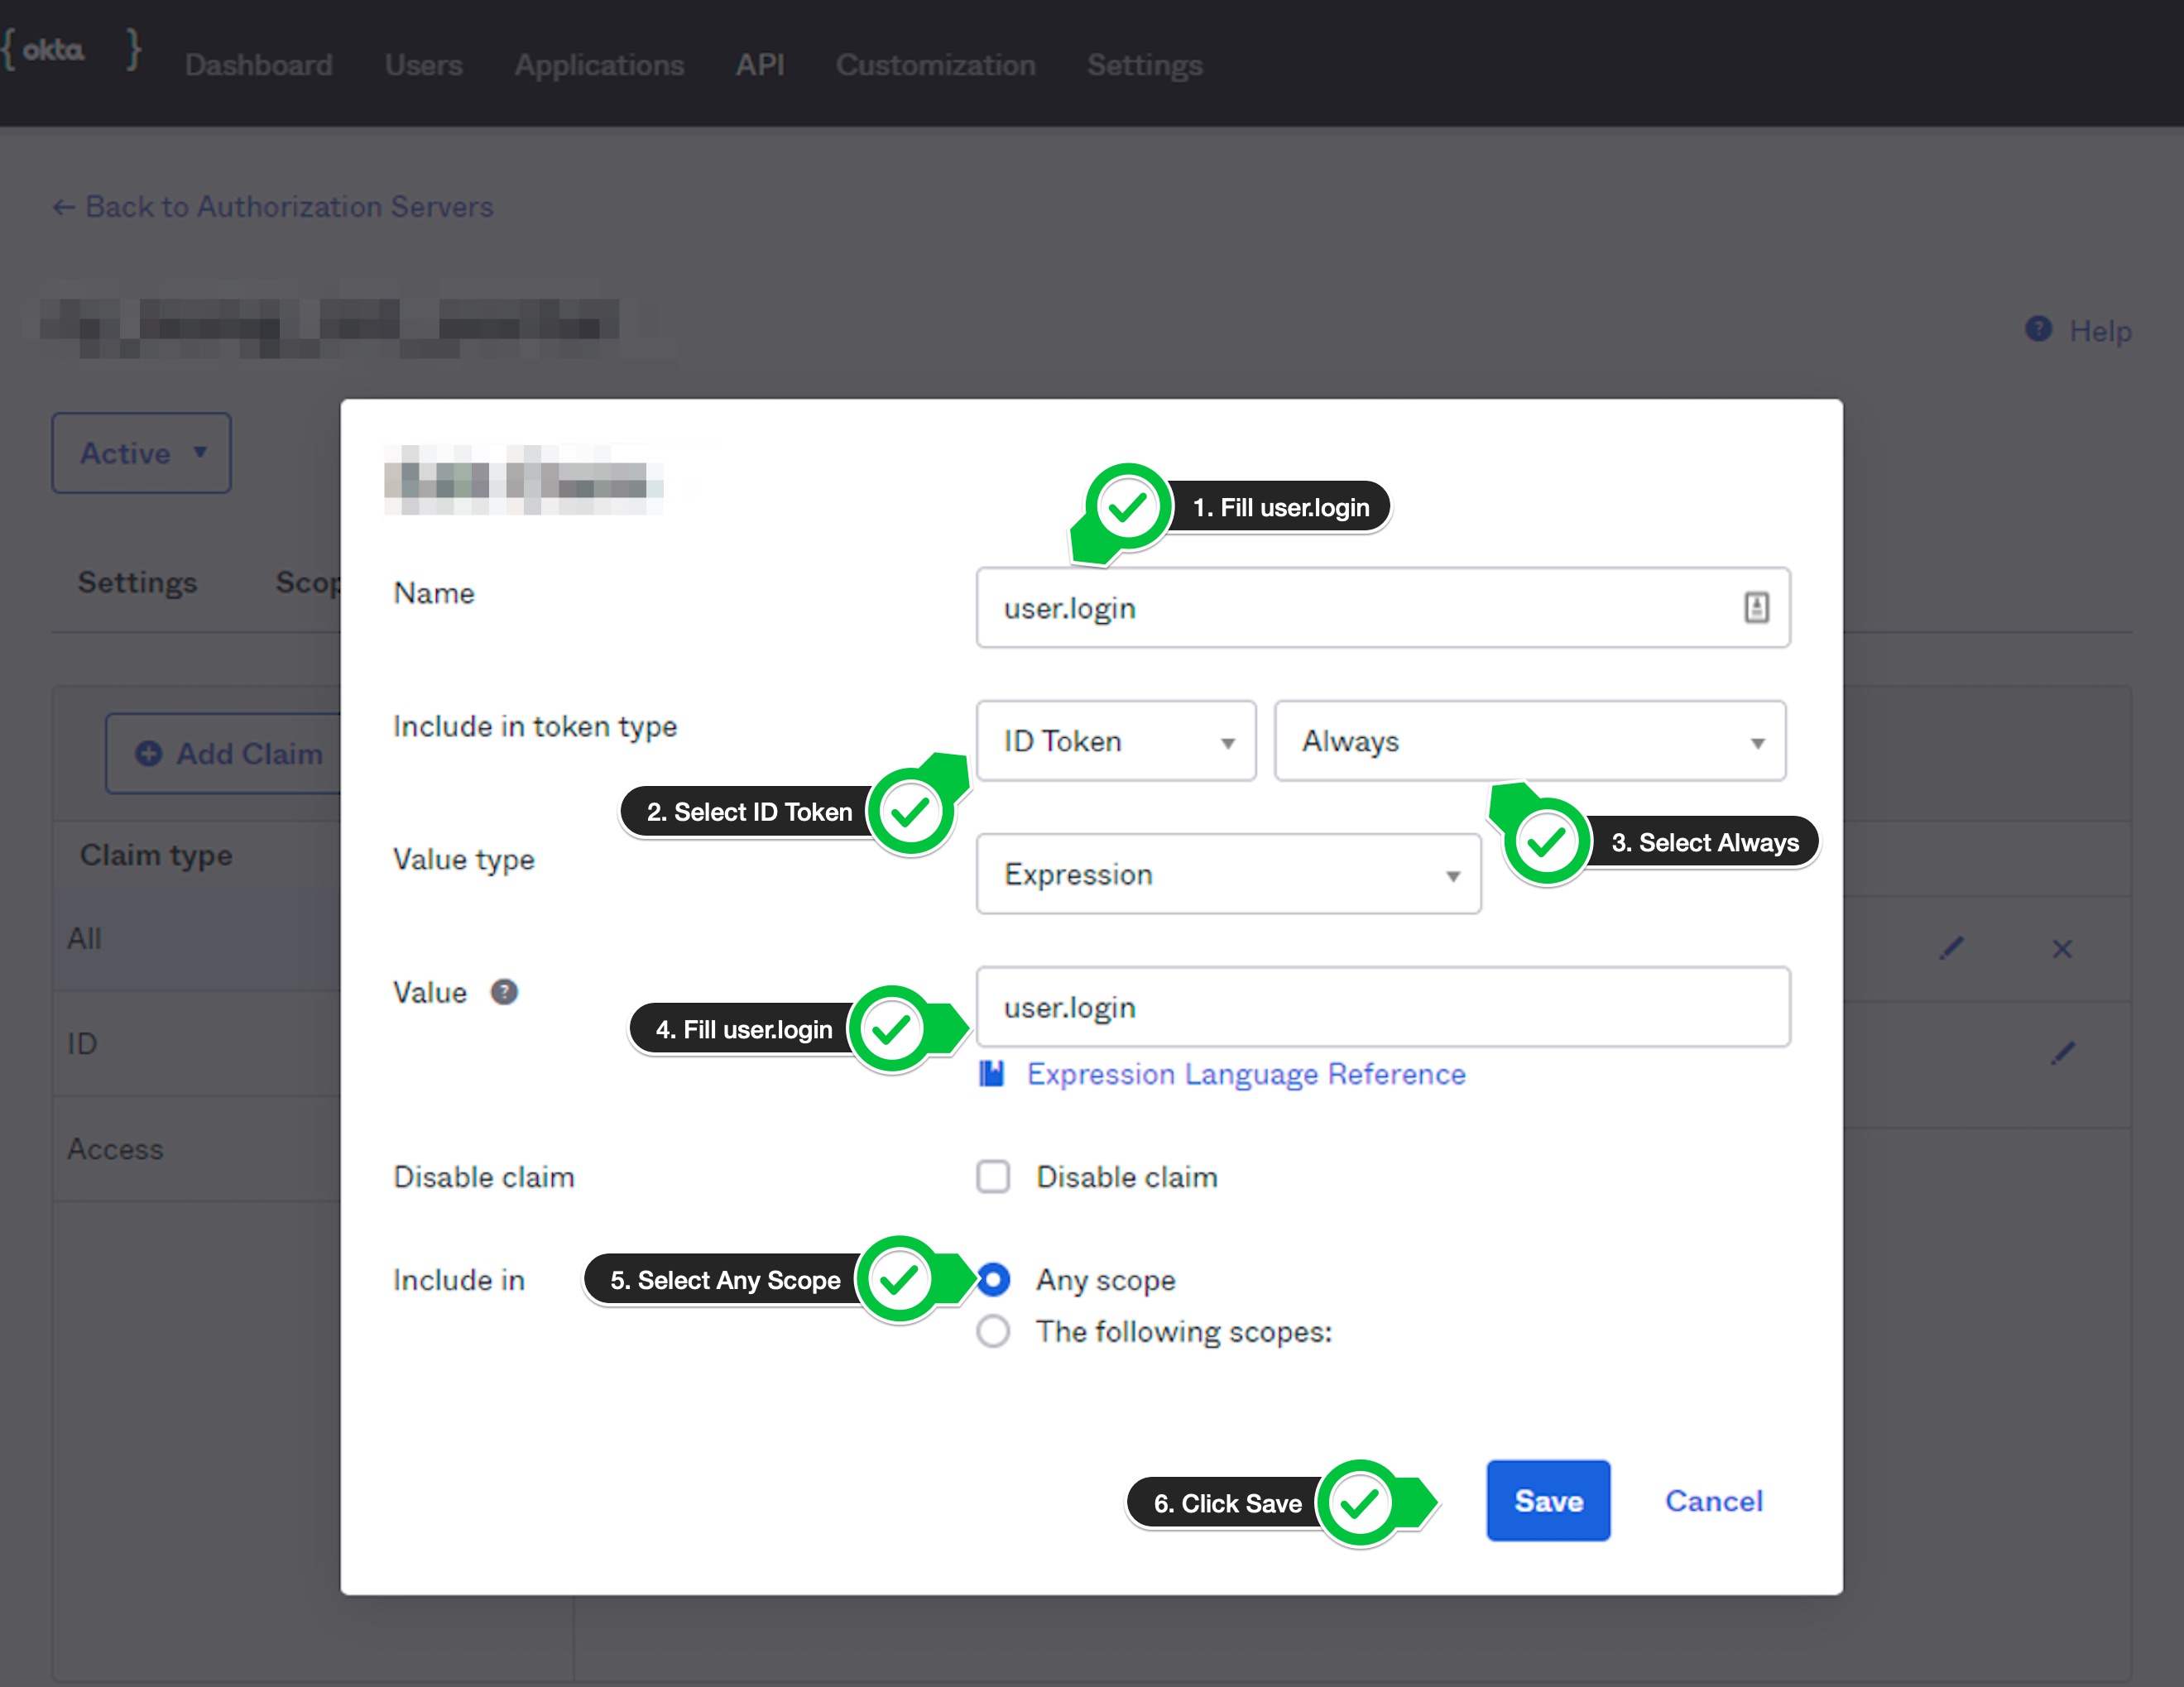 { okta }
Dashboard Users Applications API Customization Settings
← Back to Authorization Servers
Help
Active
1. Fill user.login
Settings Scop
Name
user.login
Include in token type
ID Token
Always
Add Claim
2. Select ID Token
3. Select Always
Claim type
Value type
Expression
All
Value
user.login
4. Fill user.login
ID
Expression Language Reference
Access
Disable claim
Disable claim
Include in
5. Select Any Scope
Any scope
The following scopes:
6. Click Save
Save
Cancel